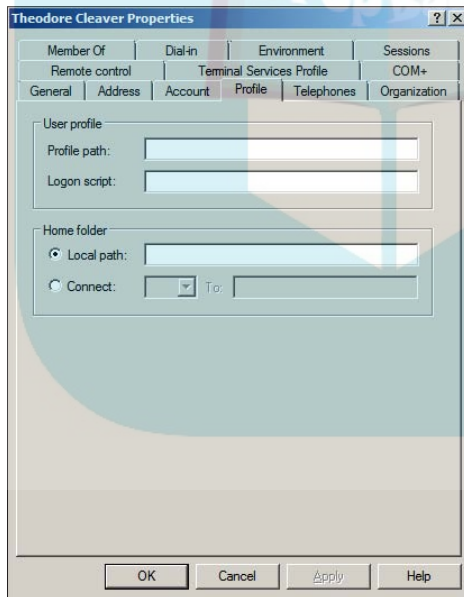 Theodore Cleaver Properties
Member Of Dial-in Environment Sessions
Remote control Terminal Services Profile COM+
General Address Account Profile Telephones Organization
User profile
Profile path:
Logon script:
Home folder
Local path:
Connect: To:
OK Cancel Apply Help